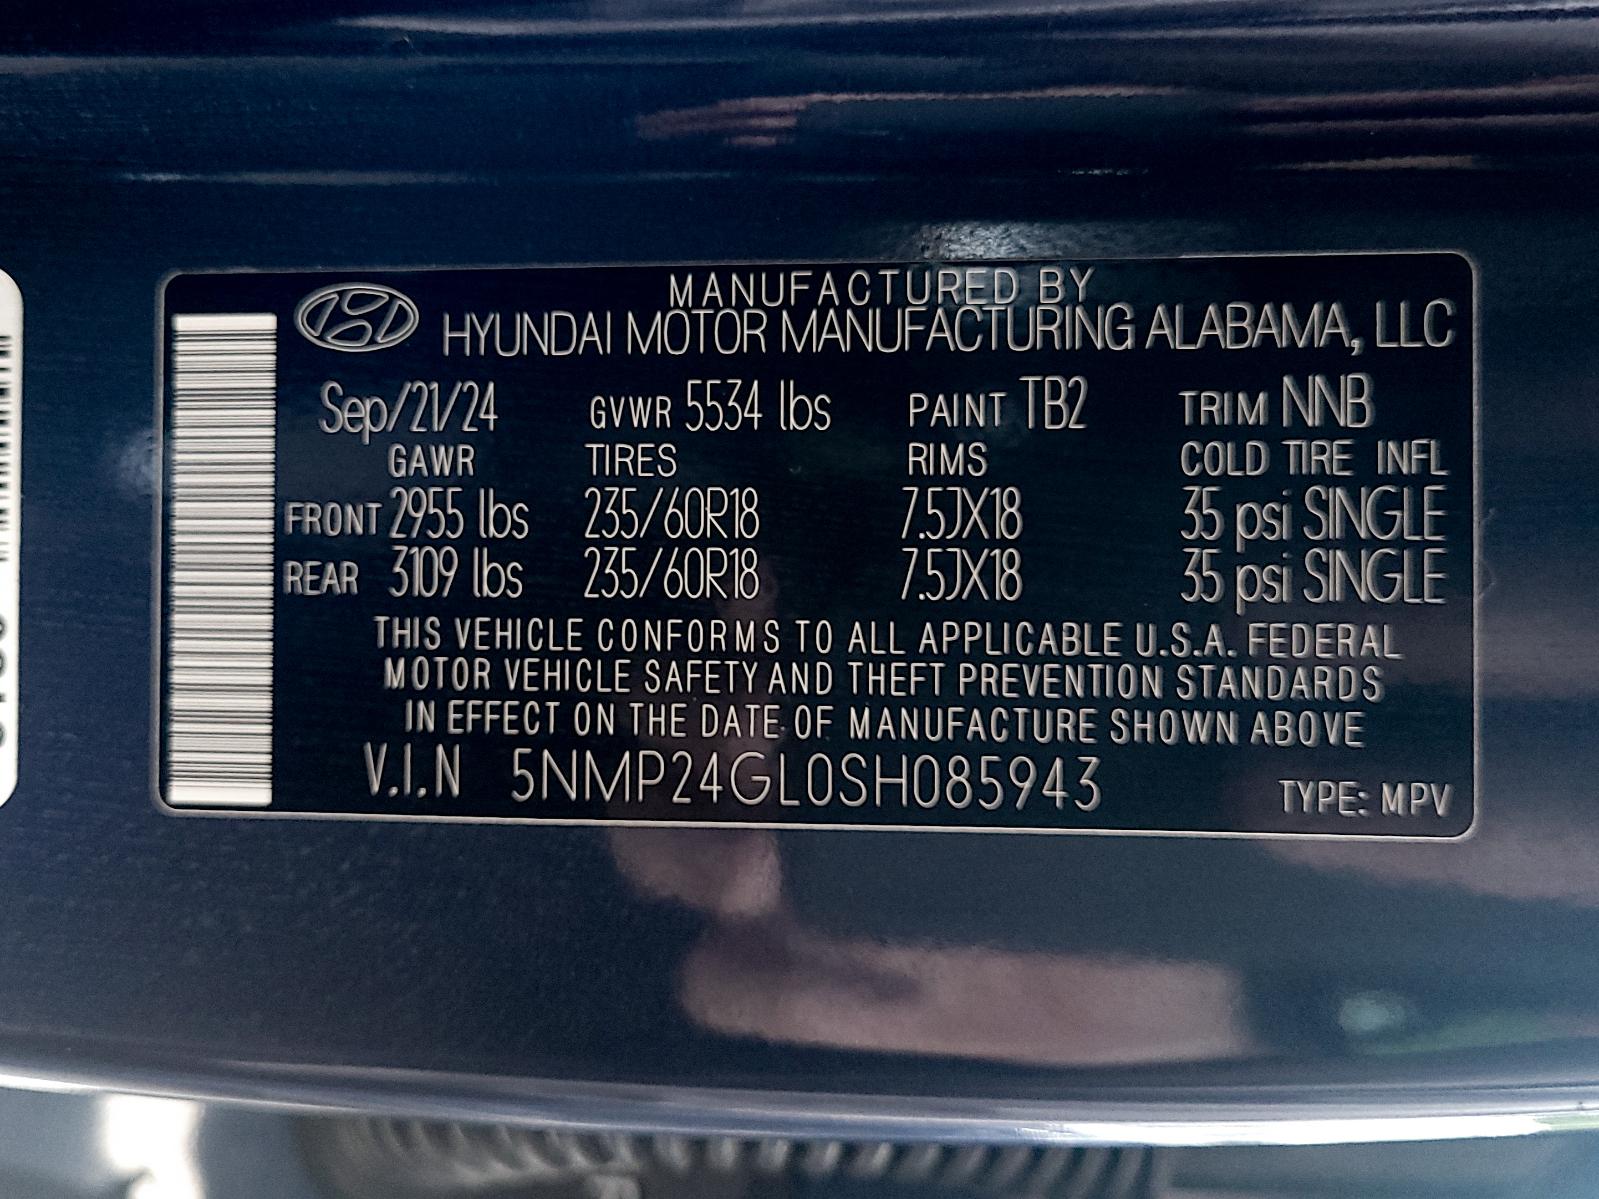 MANUFACTURED BY
HYUNDAI MOTOR MANUFACTURING ALABAMA, LLC
Sep/21/24 GVWR 5534 lbs PAINT TB2 TRIM NNB
GAWR TIRES RIMS COLD TIRE INFL
FRONT 2955 lbs 235/60R18 7.5JX18 35 psi SINGLE
REAR 3109 lbs 235/60R18 7.5JX18 35 psi SINGLE
THIS VEHICLE CONFORMS TO ALL APPLICABLE U.S.A. FEDERAL
MOTOR VEHICLE SAFETY AND THEFT PREVENTION STANDARDS
IN EFFECT ON THE DATE OF MANUFACTURE SHOWN ABOVE
V.I.N 5NMP24GL0SH085943 TYPE: MPV